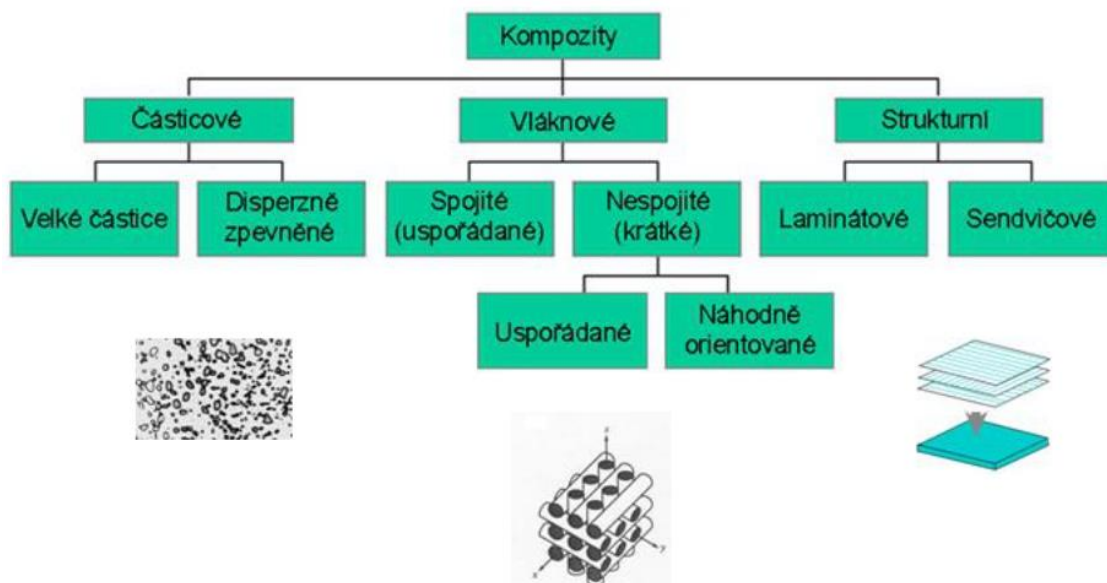 Kompozity
Částicové
Vláknové
Strukturní
Velké částice
Disperzně
zpevněné
Spojité
(uspořádané)
Nespojité
(krátké)
Laminátové
Sendvičové
Uspořádané
Náhodně
orientované
z
x
y